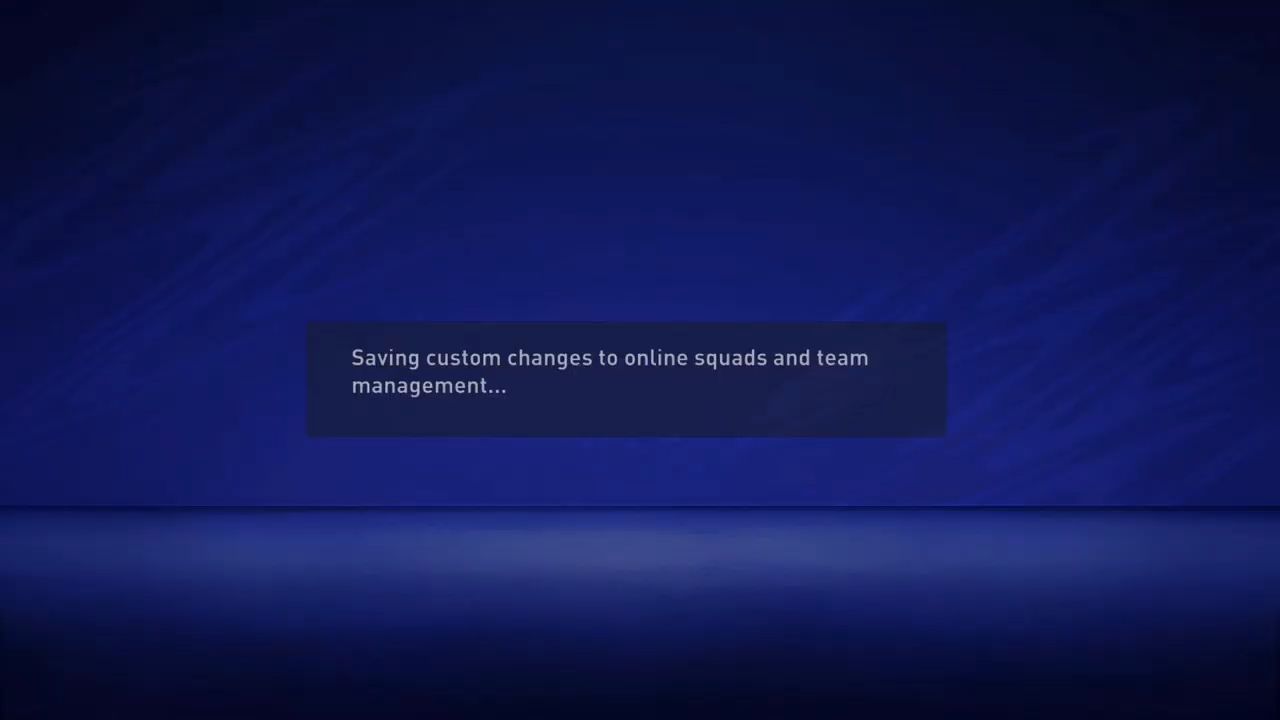 Saving custom changes to online squads and team
management...